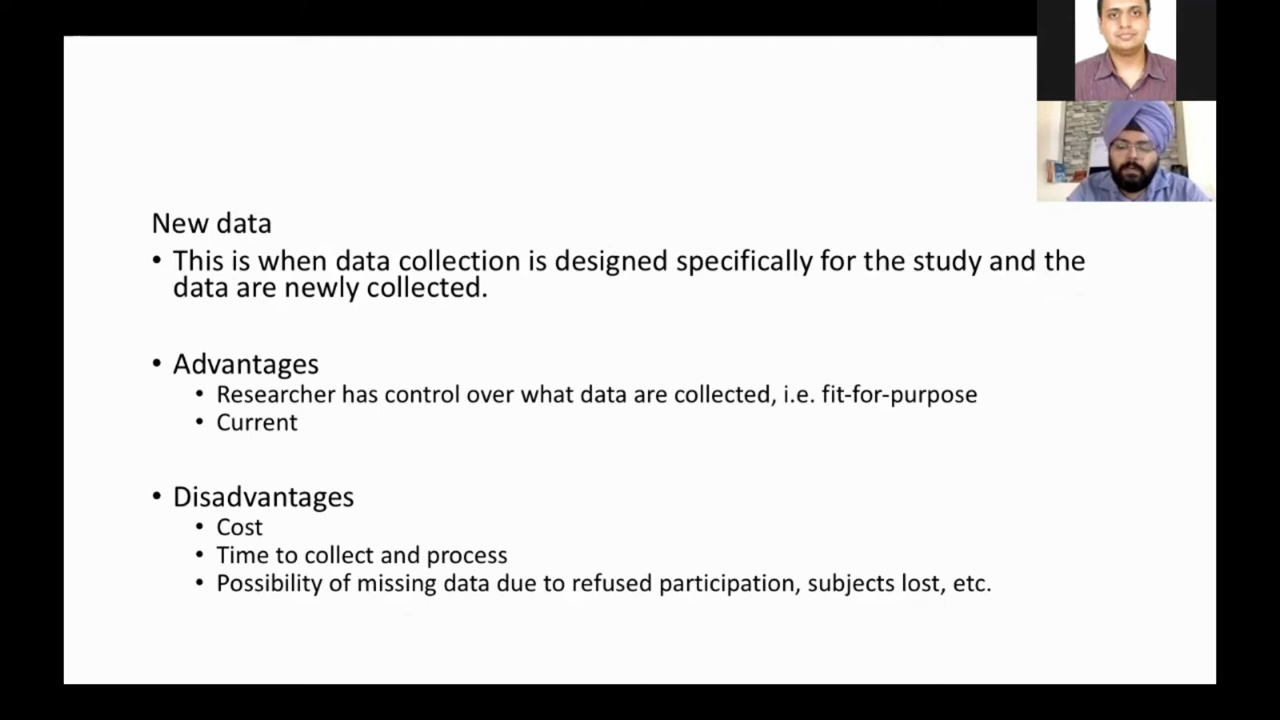 New data
• This is when data collection is designed specifically for the study and the
data are newly collected.
• Advantages
• Researcher has control over what data are collected, i.e. fit-for-purpose
• Current
• Disadvantages
• Cost
• Time to collect and process
• Possibility of missing data due to refused participation, subjects lost, etc.